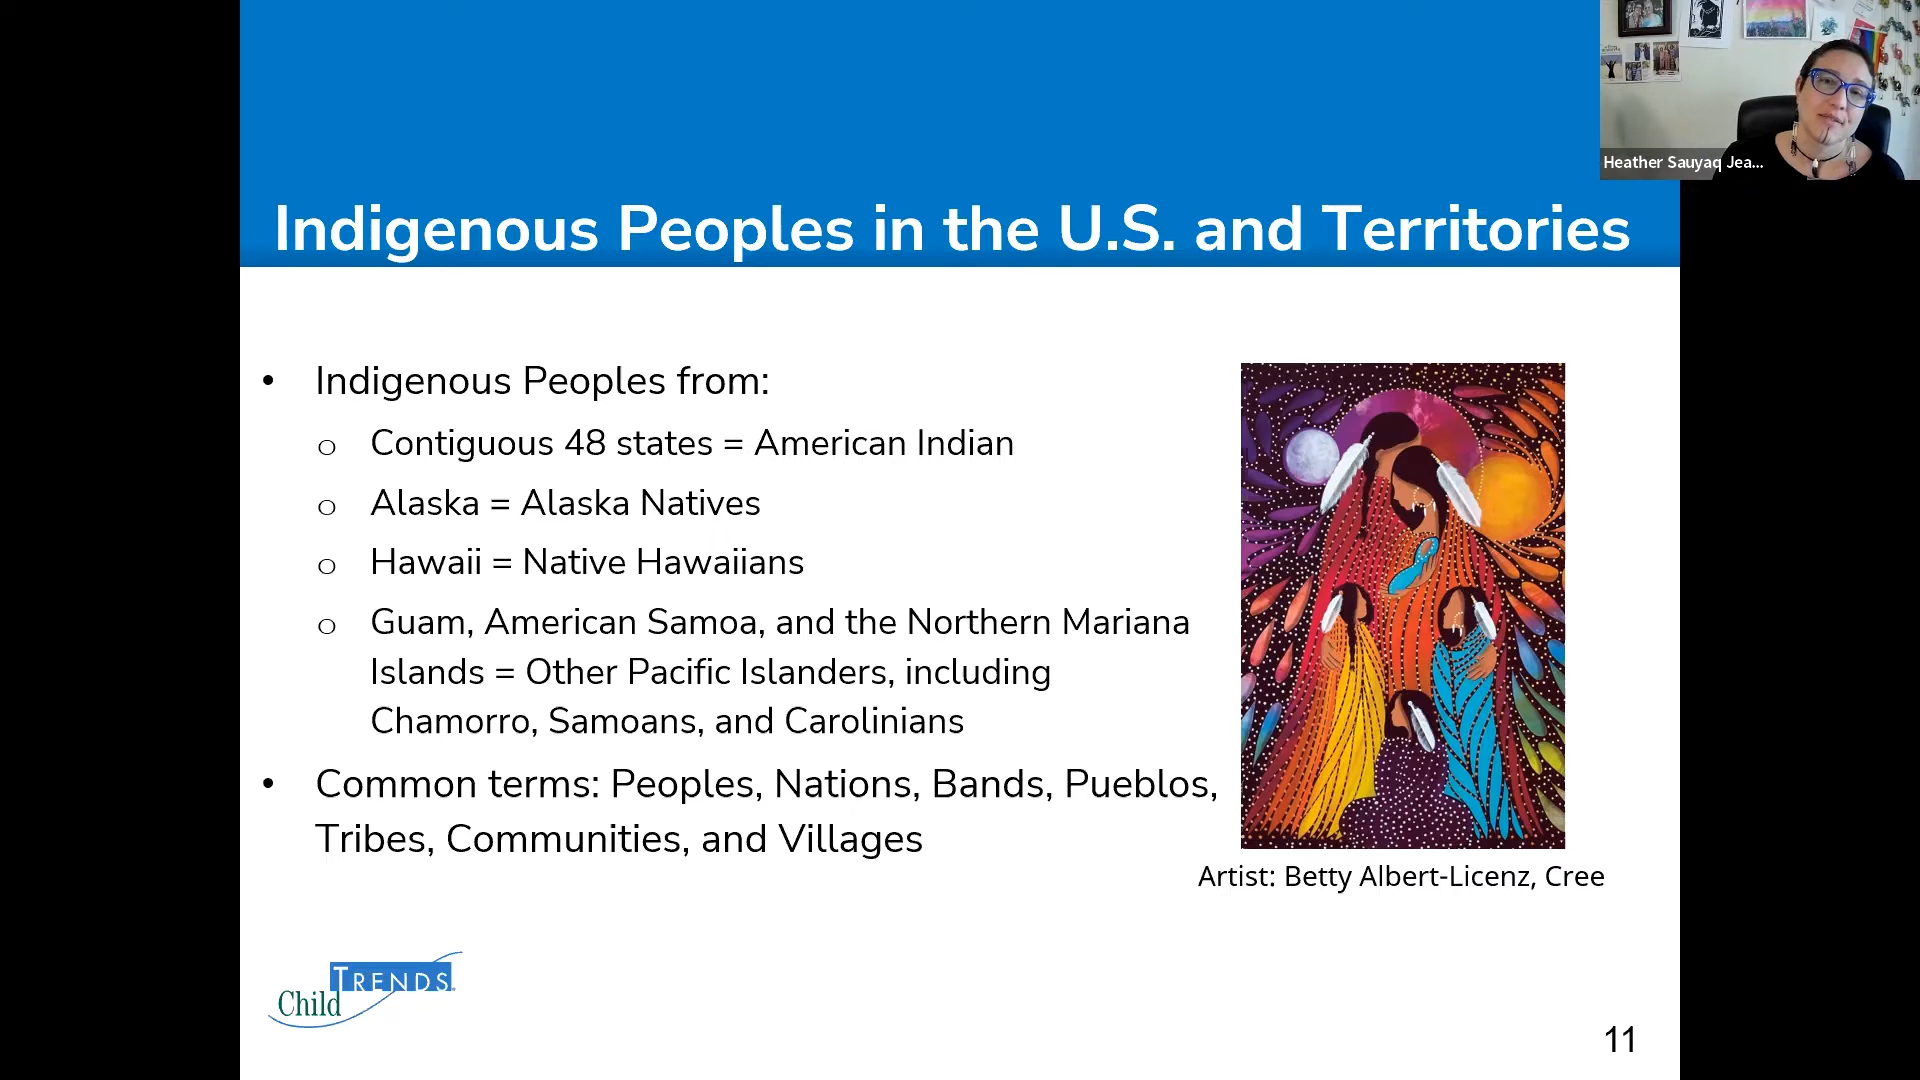 Heather Sauyaq Jea...
Indigenous Peoples in the U.S. and Territories
• Indigenous Peoples from:
o Contiguous 48 states = American Indian
o Alaska = Alaska Natives
o Hawaii = Native Hawaiians
o Guam, American Samoa, and the Northern Mariana
Islands = Other Pacific Islanders, including
Chamorro, Samoans, and Carolinians
• Common terms: Peoples, Nations, Bands, Pueblos,
Tribes, Communities, and Villages
Artist: Betty Albert-Licenz, Cree
Child TRENDS
11